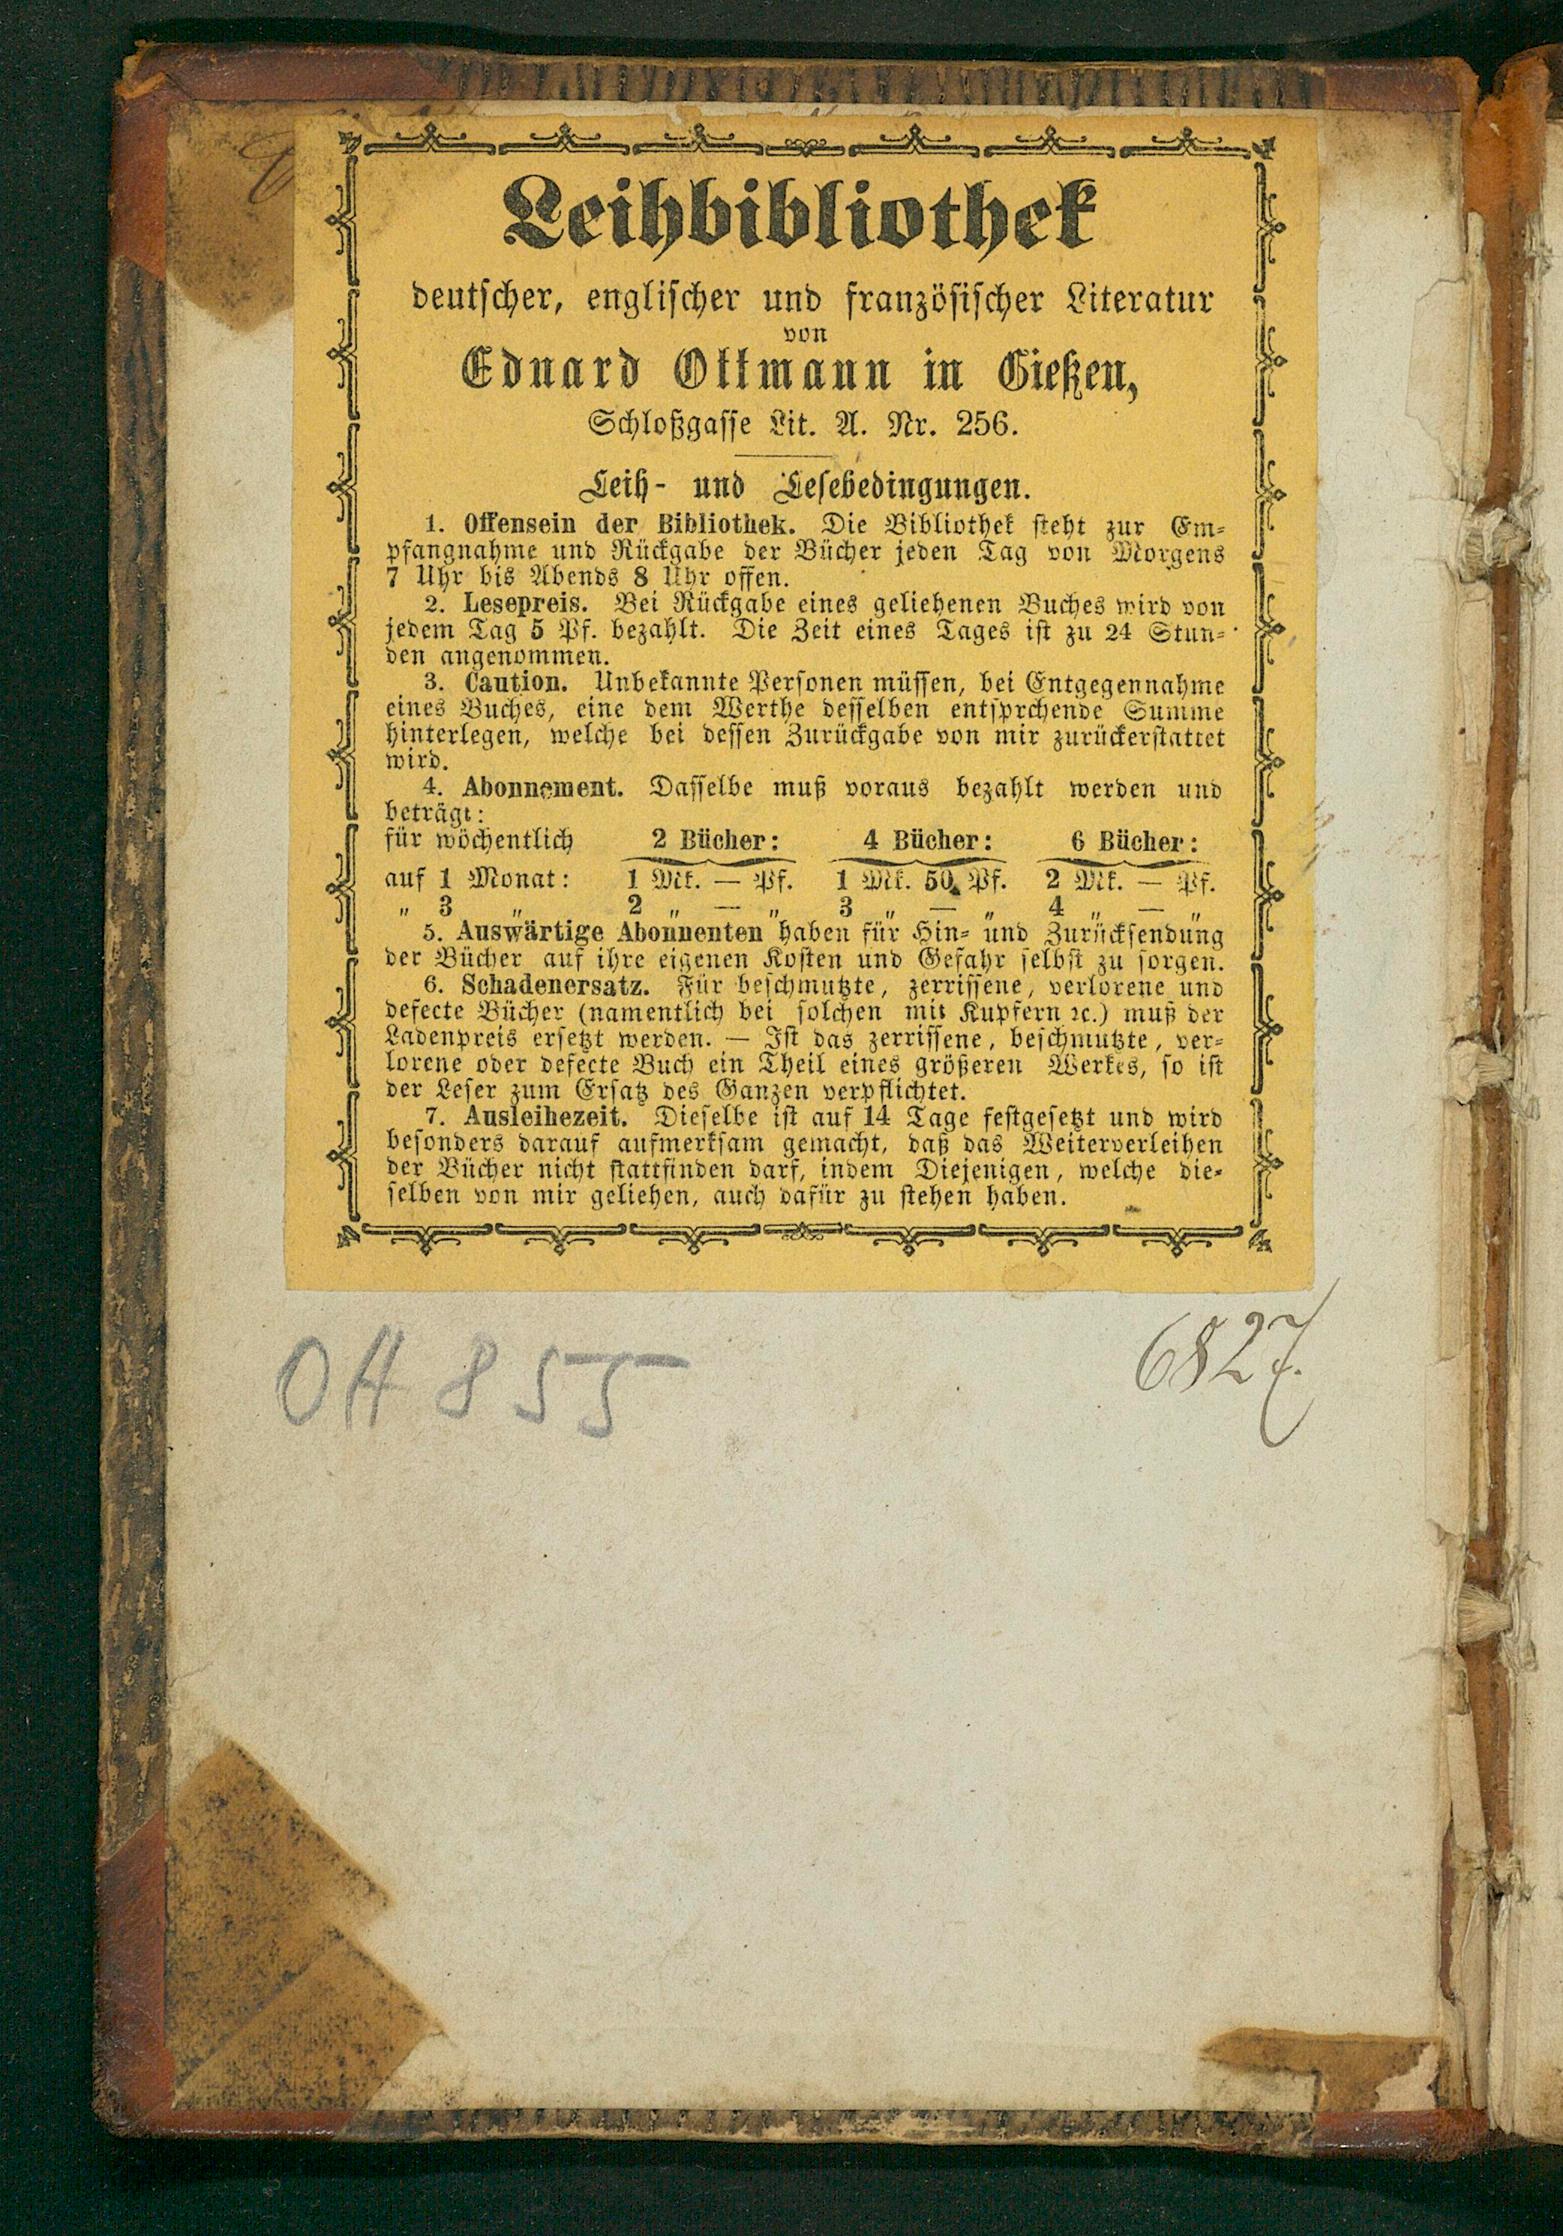 Leihbibliothek
deutscher, englischer und französischer Literatur
von
Eduard Ottmann in Gießen,
Schloßgasse Lit. A. Nr. 256.
Leih- und Lesebedingungen.
1. Offensein der Bibliothek. Die Bibliothek steht zur Em-
pfangnahme und Rückgabe der Bücher jeden Tag von Morgens
7 Uhr bis Abends 8 Uhr offen.
2. Lesepreis. Bei Rückgabe eines geliehenen Buches wird von
jedem Tag 5 Pf. bezahlt. Die Zeit eines Tages ist zu 24 Stun-
den angenommen.
3. Caution. Unbekannte Personen müssen, bei Entgegennahme
eines Buches, eine dem Werthe desselben entsprchende Summe
hinterlegen, welche bei dessen Zurückgabe von mir zurückerstattet
wird.
4. Abonnement. Dasselbe muß voraus bezahlt werden und
beträgt:
für wöchentlich 2 Bücher: 4 Bücher: 6 Bücher:
auf 1 Monat: 1 Mk. — Pf. 1 Mk. 50 Pf. 2 Mk. — Pf.
„ 3 „ 2 „ — „ 3 „ — „ 4 „ — „
5. Auswärtige Abonnenten haben für Hin- und Zurücksendung
der Bücher auf ihre eigenen Kosten und Gefahr selbst zu sorgen.
6. Schadenersatz. Für beschmutzte, zerrissene, verlorene und
defecte Bücher (namentlich bei solchen mit Kupfern ꝛc.) muß der
Ladenpreis ersetzt werden. — Ist das zerrissene, beschmutzte, ver-
lorene oder defecte Buch ein Theil eines größeren Werkes, so ist
der Leser zum Ersatz des Ganzen verpflichtet.
7. Ausleihezeit. Dieselbe ist auf 14 Tage festgesetzt und wird
besonders darauf aufmerksam gemacht, daß das Weiterverleihen
der Bücher nicht stattfinden darf, indem Diejenigen, welche die-
selben von mir geliehen, auch dafür zu stehen haben.
6827.
OH 855